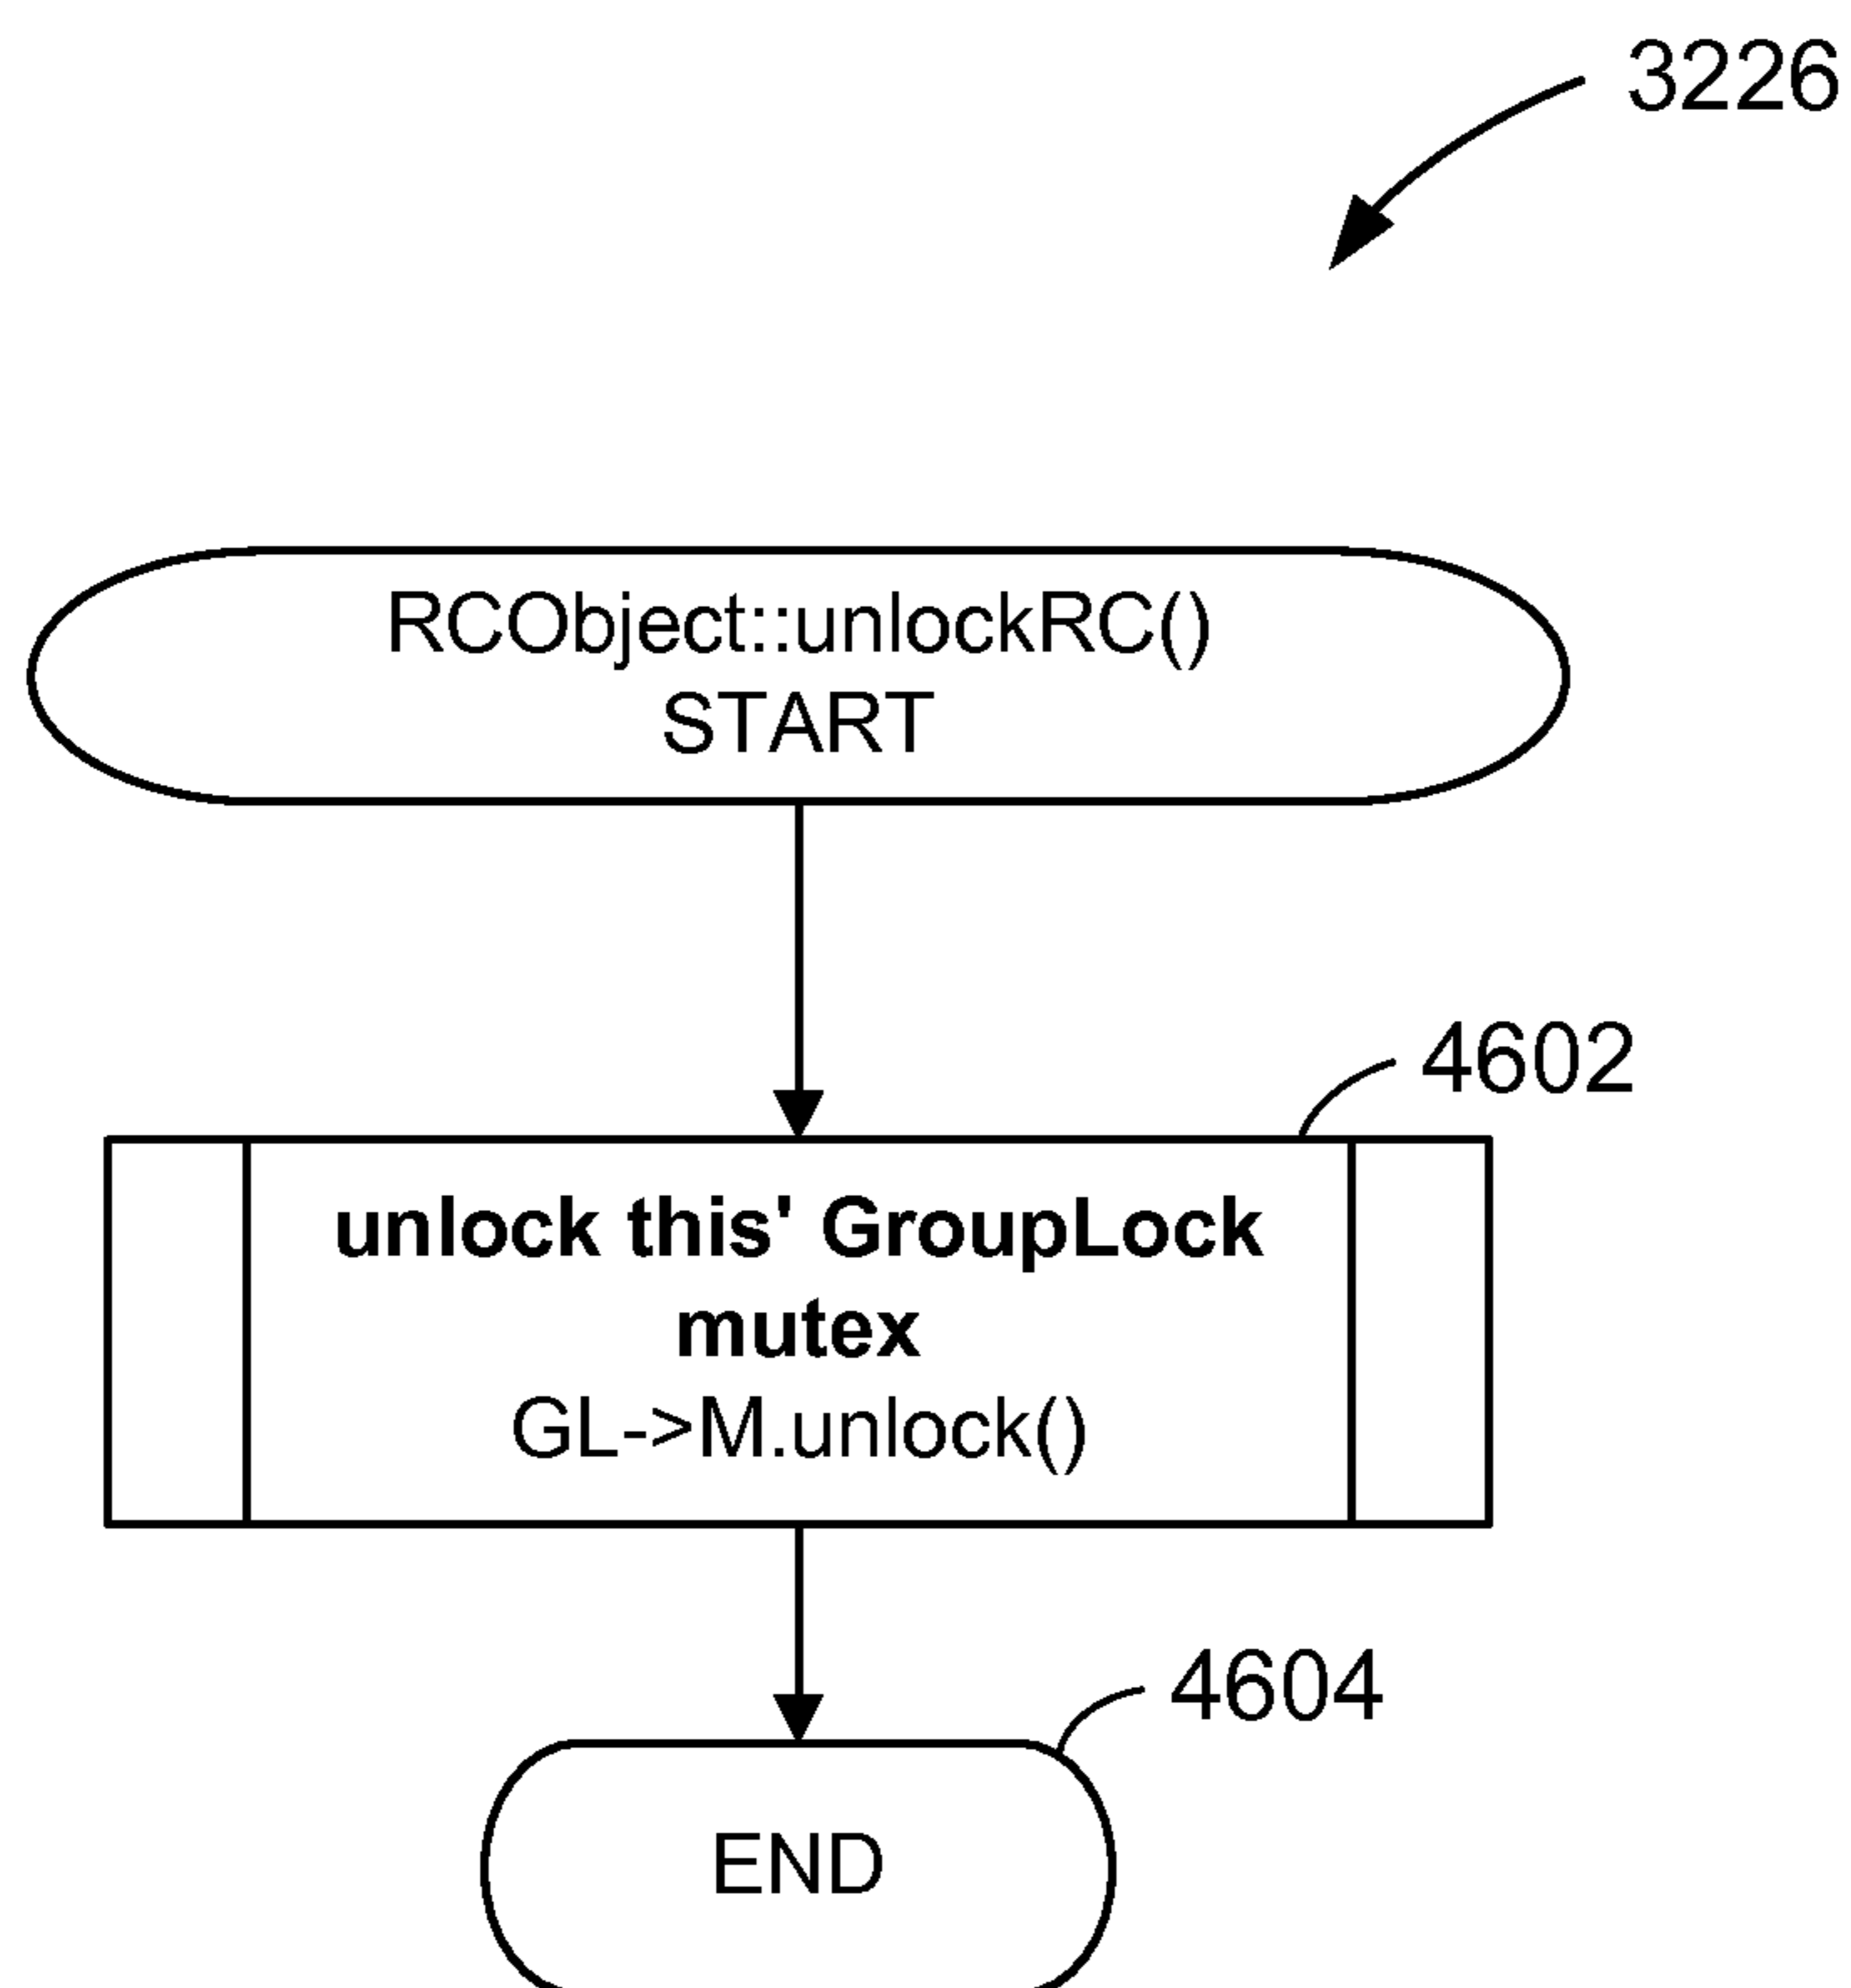 3226
RCObject::unlockRC()
START
4602
unlock this' GroupLock
mutex
GL->M.unlock()
4604
END